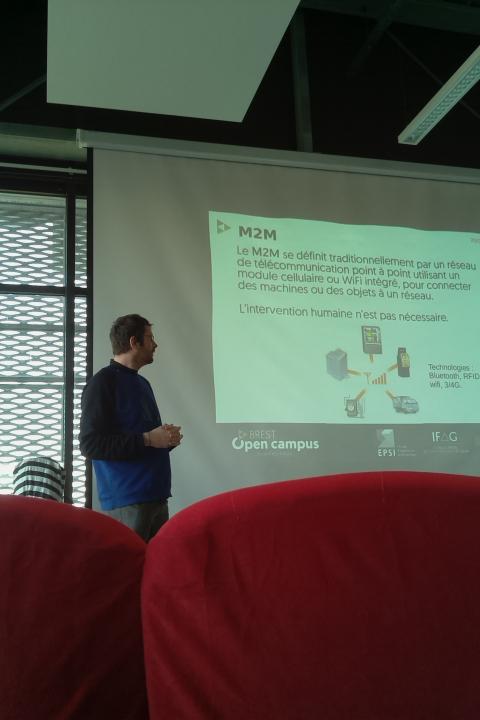 M2M
Le M2M se définit traditionnellement par un réseau
de télécommunication point à point utilisant un
module cellulaire ou WiFi intégré, pour connecter
des machines ou des objets à un réseau.
L'intervention humaine n'est pas nécessaire.
Technologies :
Bluetooth, RFID
wifi, 3/4G.
BREST
Open campus
EPSI
IFAG